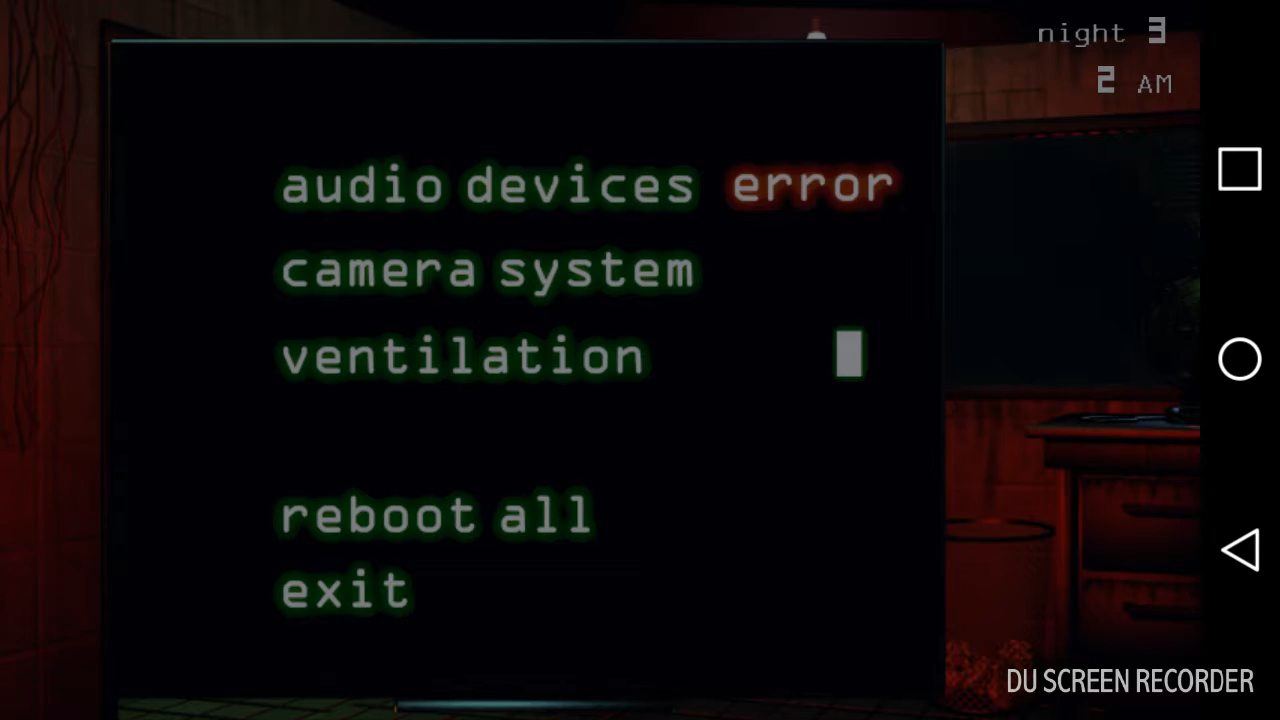 night 3
2 AM
audio devices error
camera system
ventilation
reboot all
exit
DU SCREEN RECORDER